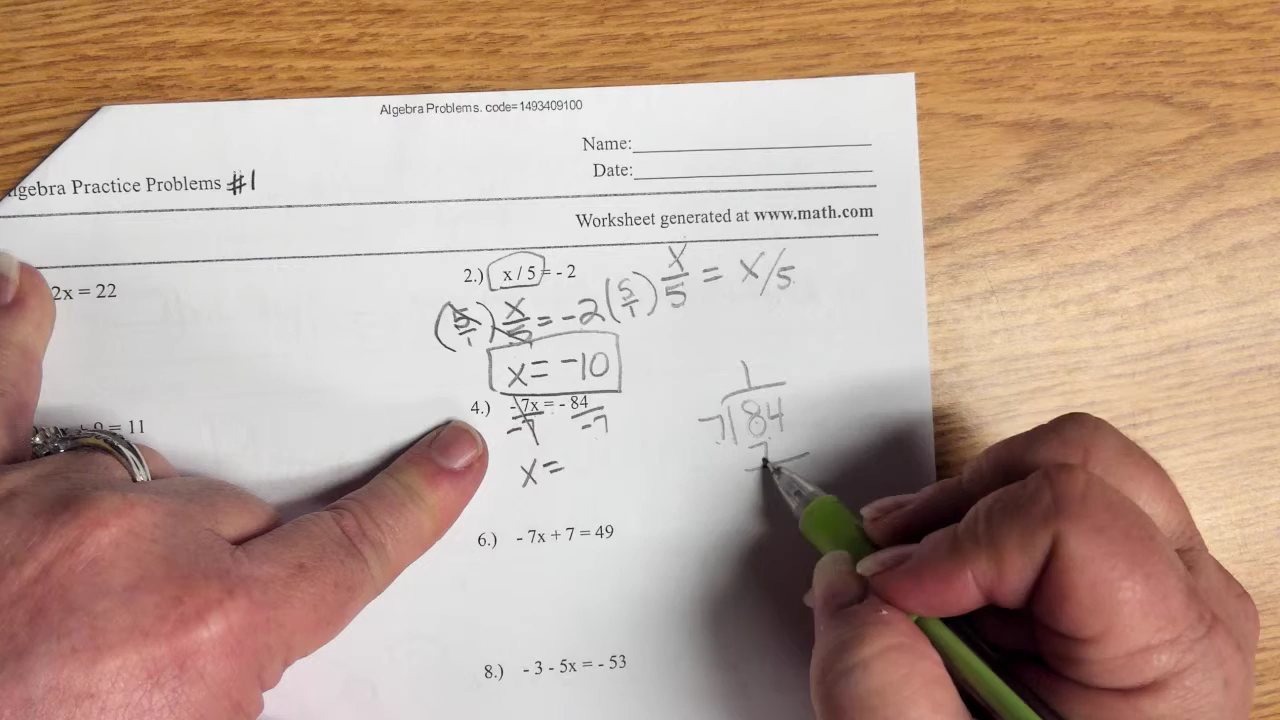 Algebra Problems. code=1493409100
Name:
Date:
lgebra Practice Problems #1
Worksheet generated at www.math.com
2x = 22
2.) x / 5 = - 2
x/5 = x/5
(5/1) x/5 = -2 (5/1)
x = -10
= 11
4.) - 7x = - 84
-7 -7
x =
1
7 84
7
6.) - 7x + 7 = 49
8.) - 3 - 5x = - 53